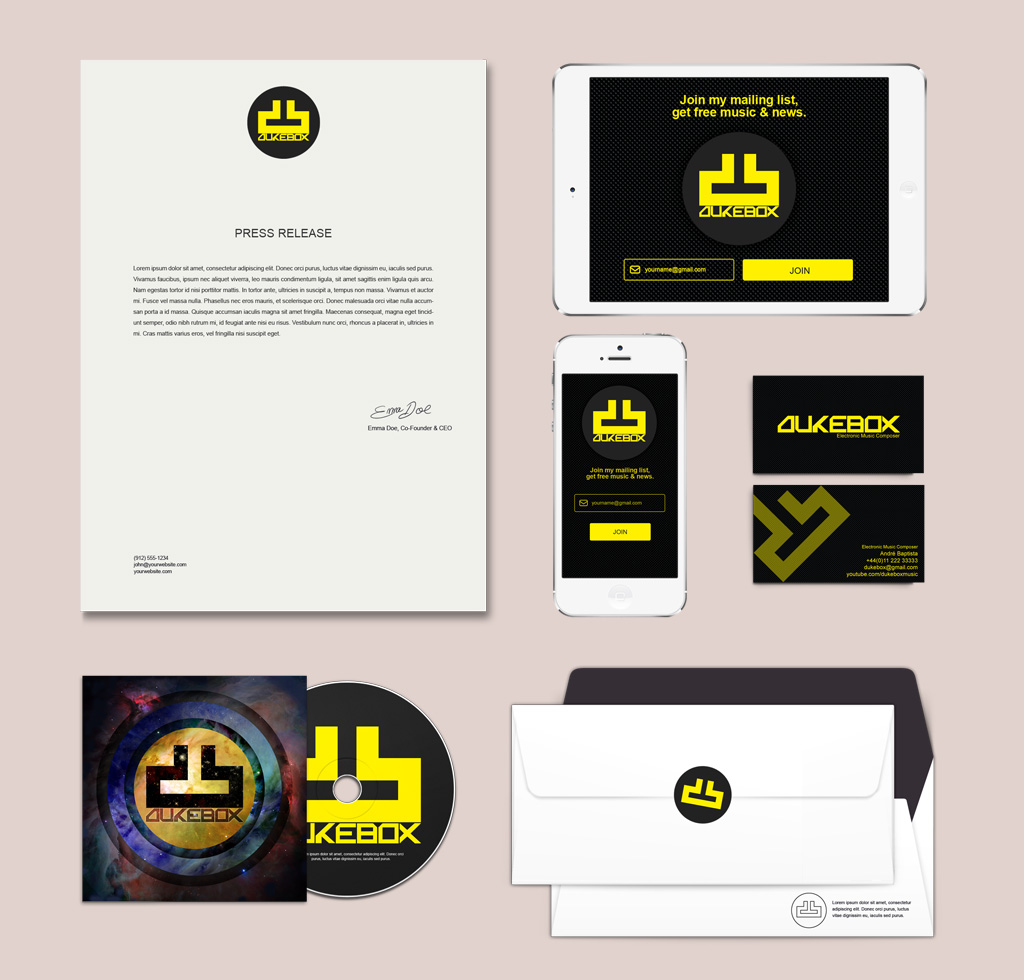 DUKEBOX
PRESS RELEASE
Lorem ipsum dolor sit amet, consectetur adipiscing elit. Donec orci purus, luctus vitae dignissim eu, iaculis sed purus.
Vivamus faucibus, ipsum nec aliquet viverra, leo mauris condimentum ligula, sit amet sagittis enim ligula quis arcu.
Nam egestas tortor id nisi porttitor mattis. In tortor ante, ultricies in suscipit a, tempus non massa. Vivamus et auctor
mi. Fusce vel massa nulla. Phasellus nec eros mauris, et scelerisque orci. Donec malesuada orci vitae nulla accum-
san porta a id massa. Quisque accumsan iaculis magna sit amet fringilla. Maecenas consequat, magna eget tincid-
unt semper, odio nibh rutrum mi, id feugiat ante nisi eu risus. Vestibulum nunc orci, rhoncus a placerat in, ultricies in
mi. Cras mattis varius eros, vel fringilla nisi suscipit eget.
Emma Doe
Emma Doe, Co-Founder & CEO
(912) 555-1234
john@yourwebsite.com
yourwebsite.com
Join my mailing list,
get free music & news.
DUKEBOX
yourname@gmail.com
JOIN
DUKEBOX
Join my mailing list,
get free music & news.
yourname@gmail.com
JOIN
DUKEBOX
Electronic Music Composer
Electronic Music Composer
André Baptista
+44(0)11 222 33333
dukebox@gmail.com
youtube.com/dukeboxmusic
DUKEBOX
UKEBOX
ipsum dolor sit amet, consectetur adipiscing elit. Donec orci
purus, luctus vitae dignissim eu, iaculis sed purus.
Lorem ipsum dolor sit amet, consectetur
adipiscing elit. Donec orci purus, luctus
vitae dignissim eu, iaculis sed purus.